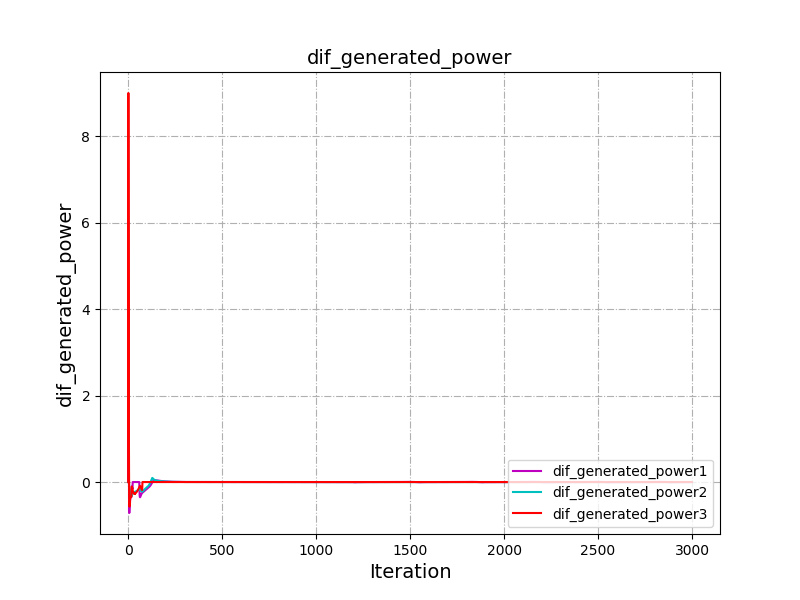 dif_generated_power
dif_generated_power
8
6
4
2
0
0
500
1000
1500
2000
2500
3000
Iteration
dif_generated_power1
dif_generated_power2
dif_generated_power3